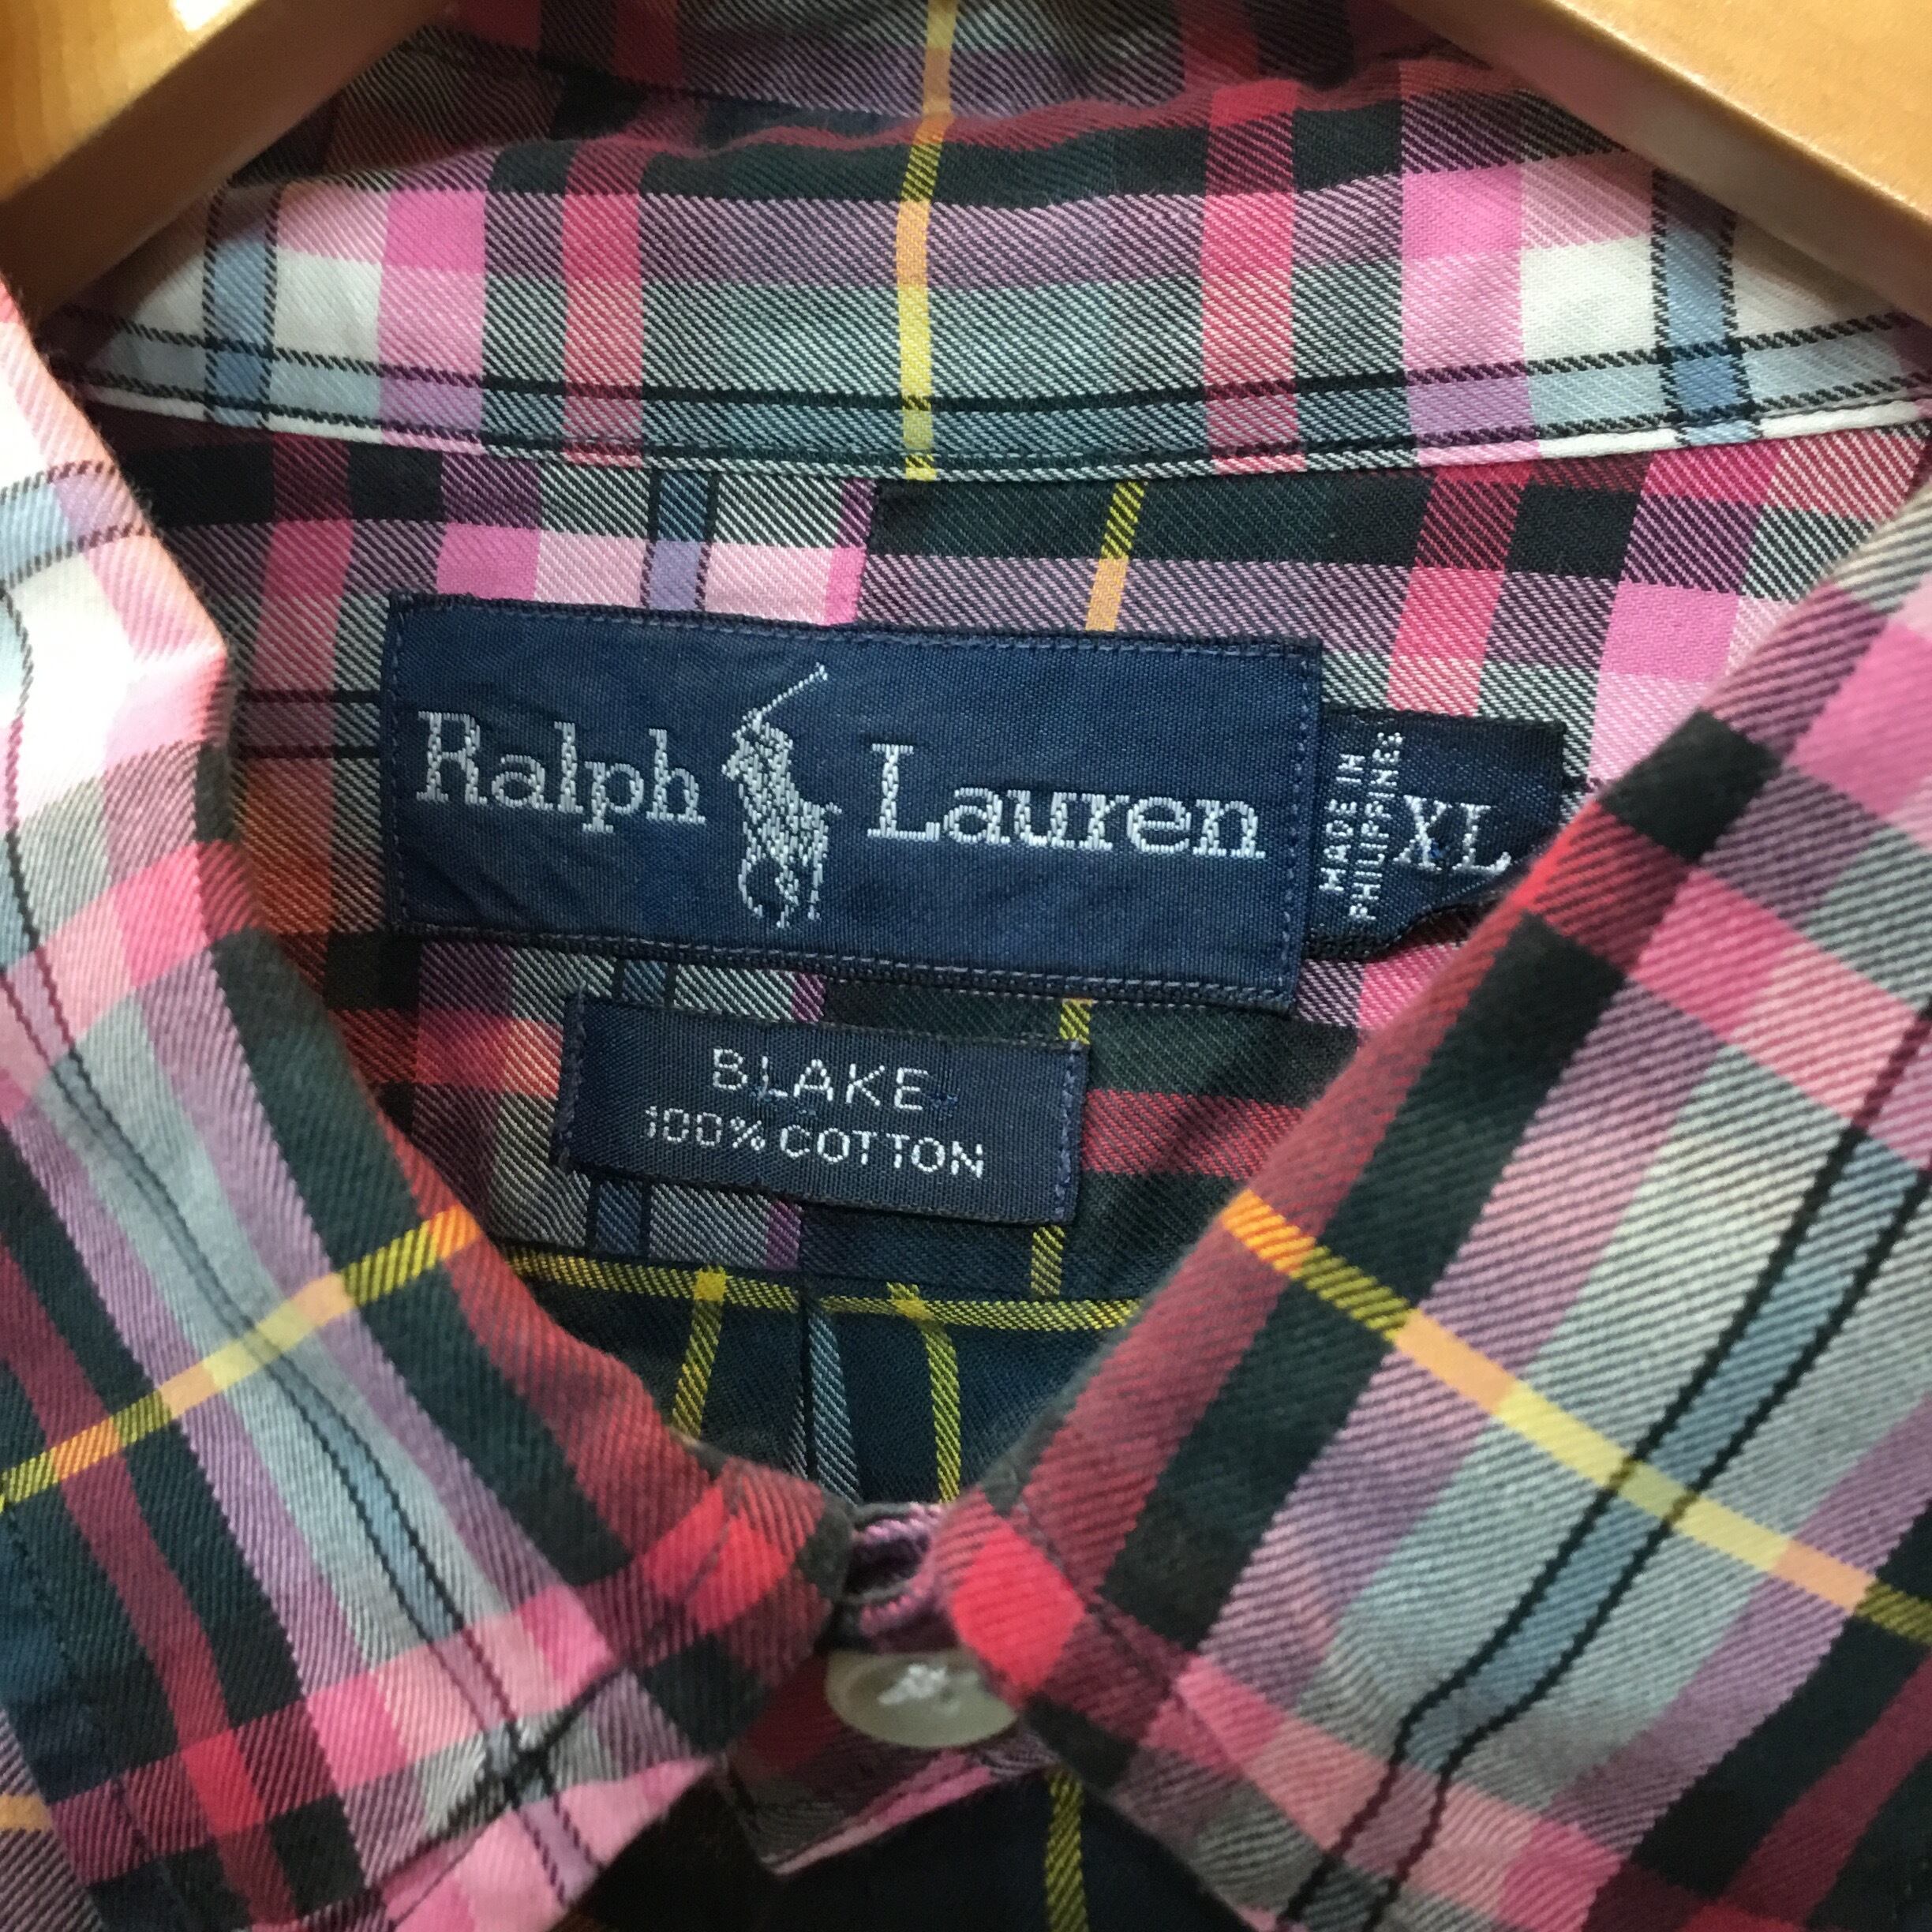 Ralph Lauren
MADE IN
PHILIPPINES
XL
BLAKE
100% COTTON